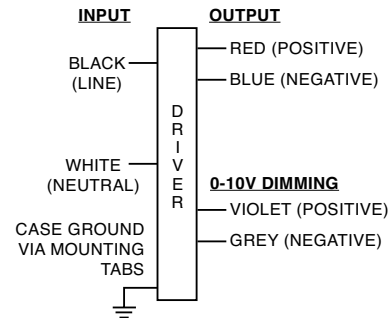 INPUT
OUTPUT
RED (POSITIVE)
BLACK
(LINE)
BLUE (NEGATIVE)
DRIVER
WHITE
(NEUTRAL)
0-10V DIMMING
VIOLET (POSITIVE)
CASE GROUND
VIA MOUNTING
TABS
GREY (NEGATIVE)